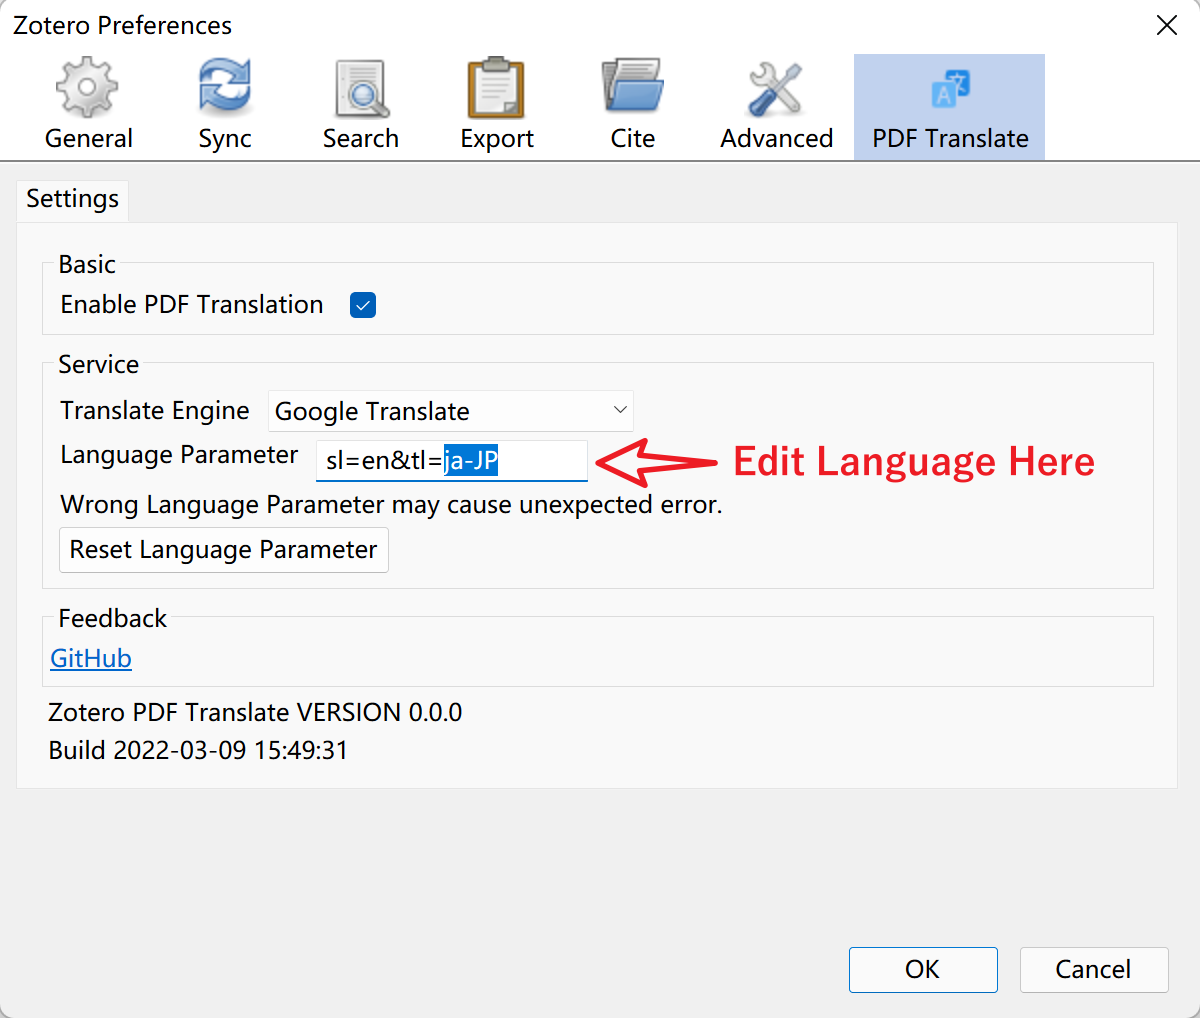 Zotero Preferences
General Sync Search Export Cite Advanced PDF Translate
Settings
Basic
Enable PDF Translation
Service
Translate Engine Google Translate
Language Parameter sl=en&tl=ja-JP Edit Language Here
Wrong Language Parameter may cause unexpected error.
Reset Language Parameter
Feedback
GitHub
Zotero PDF Translate VERSION 0.0.0
Build 2022-03-09 15:49:31
OK Cancel